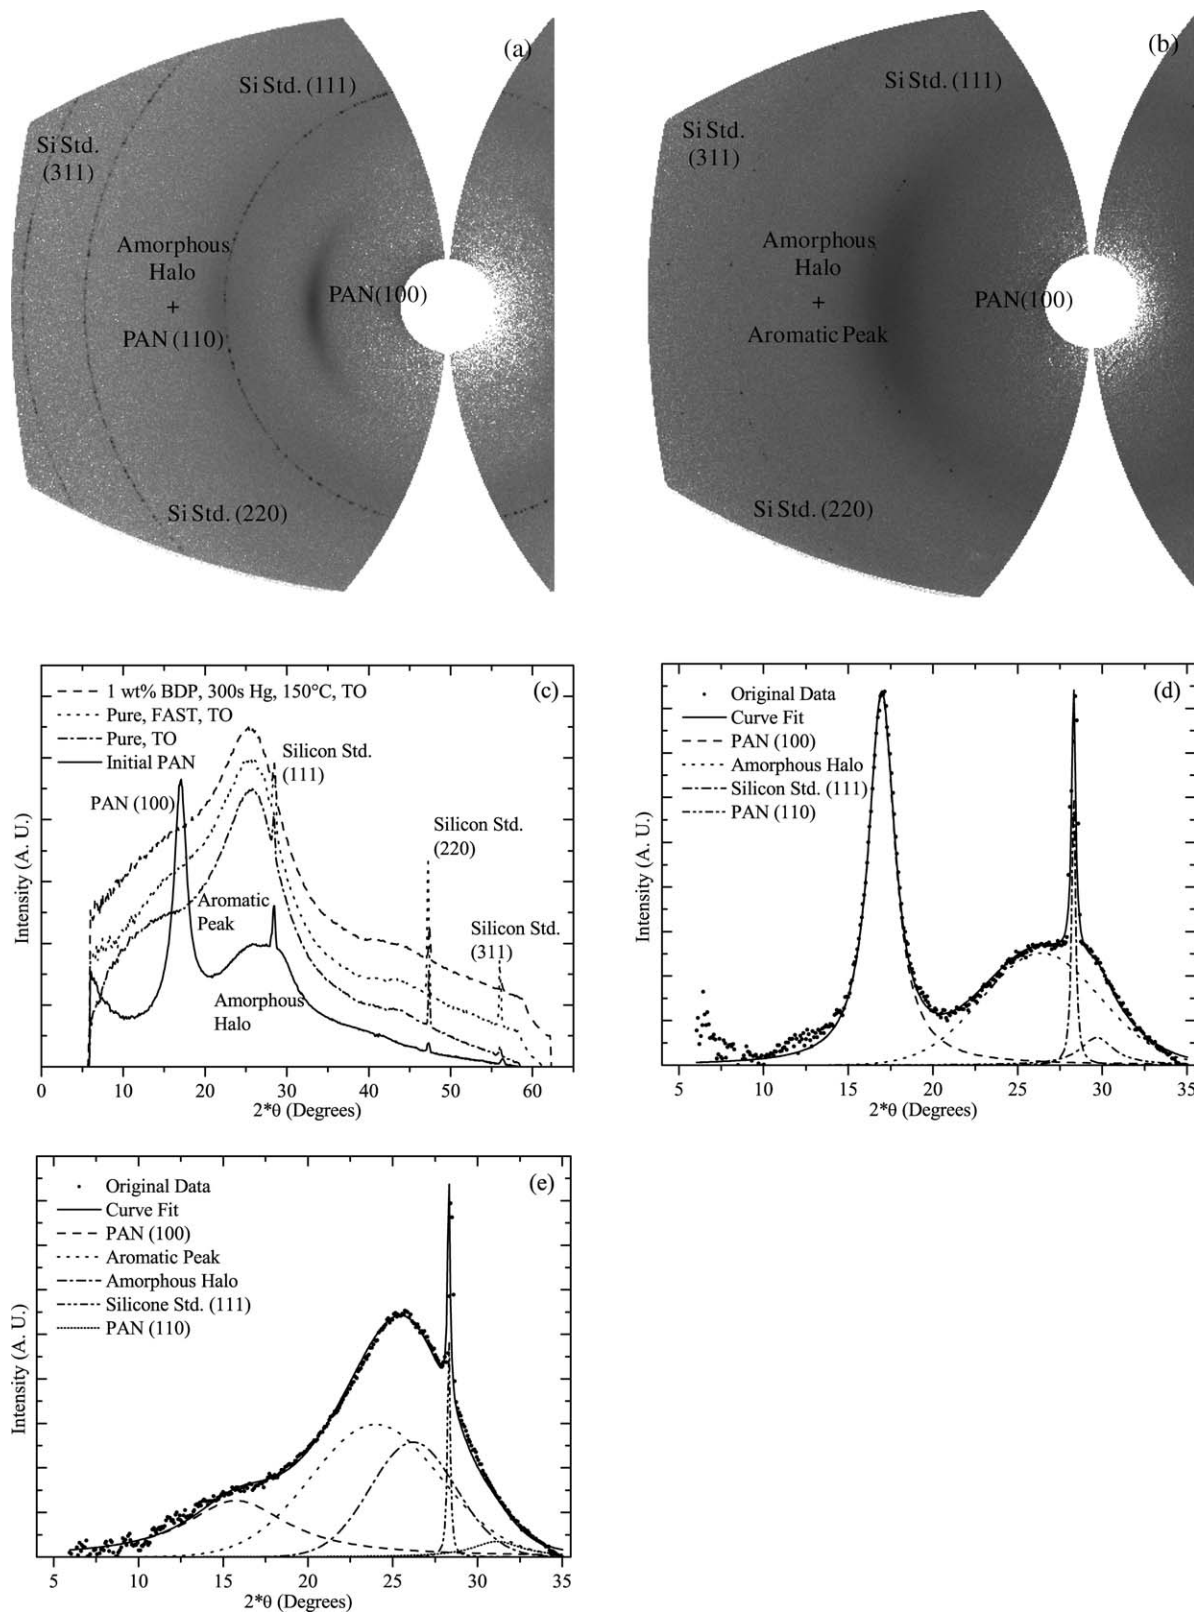 (a)
Si Std. (111)
Si Std.
(311)
Amorphous
Halo
+
PAN (110)
PAN(100)
Si Std. (220)
(b)
Si Std. (111)
Si Std.
(311)
Amorphous
Halo
+
Aromatic Peak
PAN(100)
Si Std. (220)
(c)
1 wt% BDP, 300s Hg, 150°C, TO
Pure, FAST, TO
Pure, TO
Initial PAN
PAN (100)
Silicon Std.
(111)
Silicon Std.
(220)
Aromatic
Peak
Silicon Std.
(311)
Amorphous
Halo
Intensity (A. U.)
0 10 20 30 40 50 60
2*θ (Degrees)
(d)
Original Data
Curve Fit
PAN (100)
Amorphous Halo
Silicon Std. (111)
PAN (110)
Intensity (A. U.)
5 10 15 20 25 30 35
2*θ (Degrees)
(e)
Original Data
Curve Fit
PAN (100)
Aromatic Peak
Amorphous Halo
Silicone Std. (111)
PAN (110)
Intensity (A. U.)
5 10 15 20 25 30 35
2*θ (Degrees)